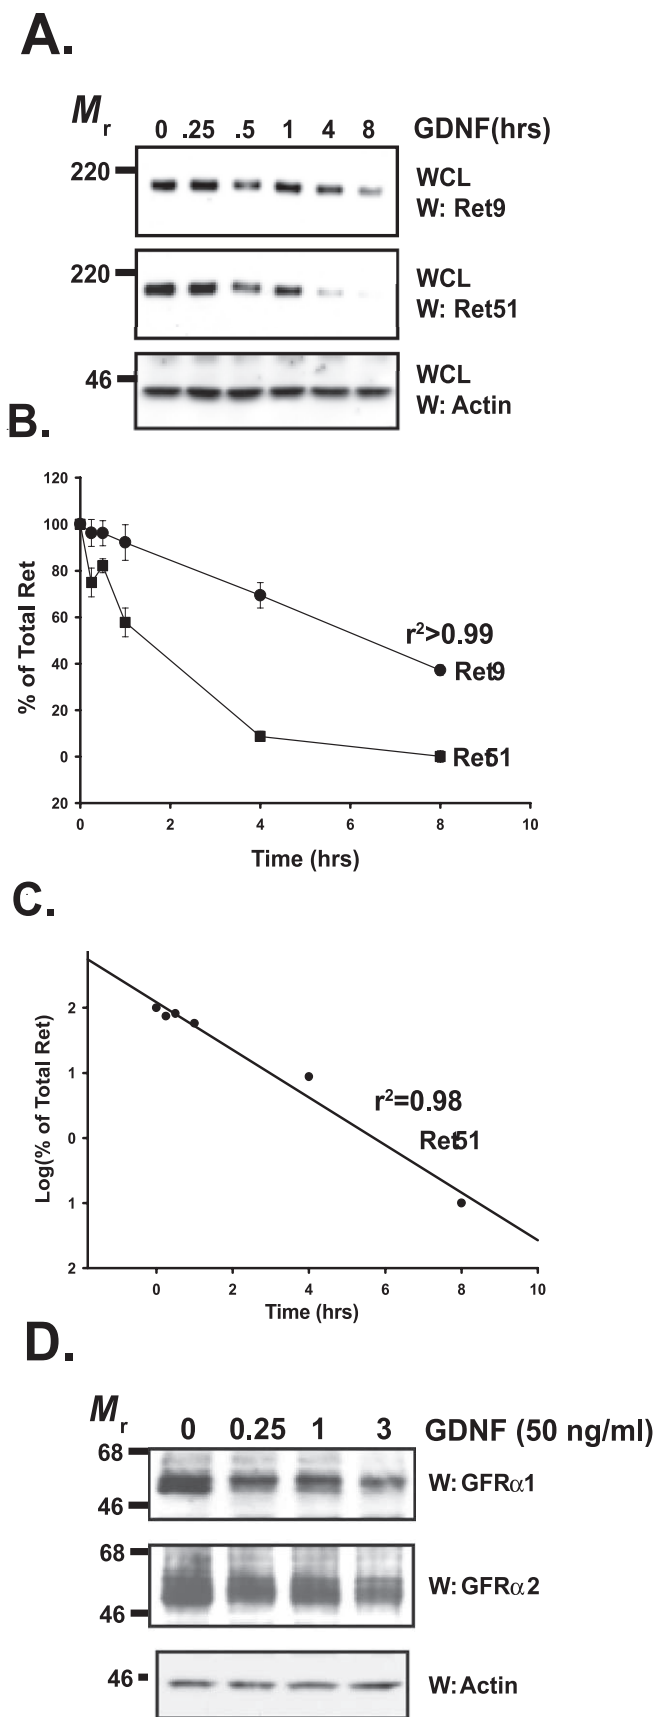 A.
Mr 0 .25 .5 1 4 8 GDNF(hrs)
220
WCL
W: Ret9
220
WCL
W: Ret51
46
WCL
W: Actin
B.
120
100
80
60
40
20
0
20
% of Total Ret
r²>0.99
Ret9
Ret51
0 2 4 6 8 10
Time (hrs)
C.
2
1
0
1
2
Log(% of Total Ret)
r²=0.98
Ret51
0 2 4 6 8 10
Time (hrs)
D.
Mr 0 0.25 1 3 GDNF (50 ng/ml)
68
46
W: GFRα1
68
46
W: GFRα2
46
W: Actin